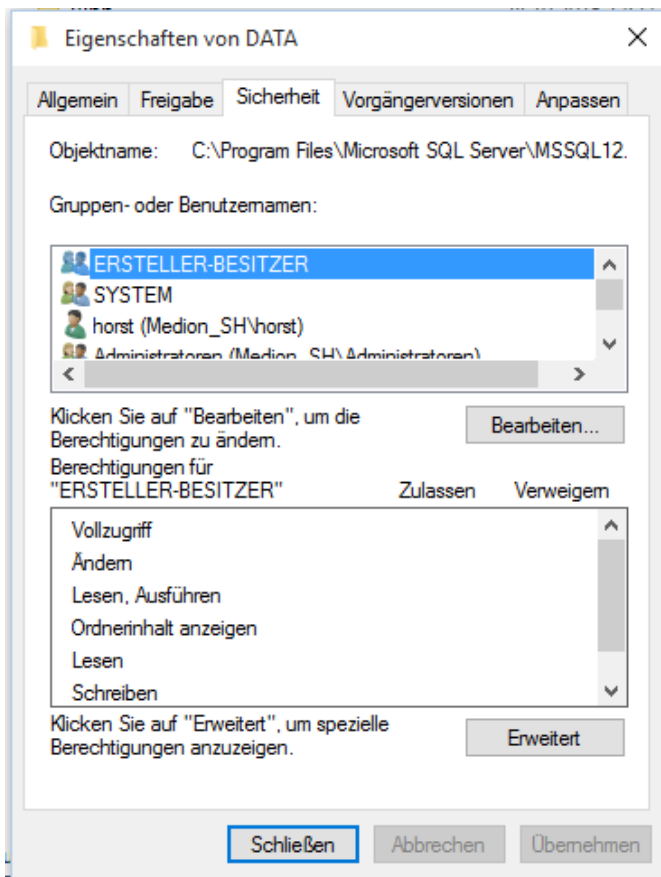 Eigenschaften von DATA
Allgemein Freigabe Sicherheit Vorgängerversionen Anpassen
Objektname: C:\Program Files\Microsoft SQL Server\MSSQL12.
Gruppen- oder Benutzernamen:
ERSTELLER-BESITZER
SYSTEM
horst (Medion_SH\horst)
Administratoren (Medion_SH\Administratoren)
Klicken Sie auf "Bearbeiten", um die
Berechtigungen zu ändern.
Bearbeiten...
Berechtigungen für
"ERSTELLER-BESITZER" Zulassen Verweigern
Vollzugriff
Ändern
Lesen, Ausführen
Ordnerinhalt anzeigen
Lesen
Schreiben
Klicken Sie auf "Erweitert", um spezielle
Berechtigungen anzuzeigen.
Erweitert
Schließen Abbrechen Übernehmen